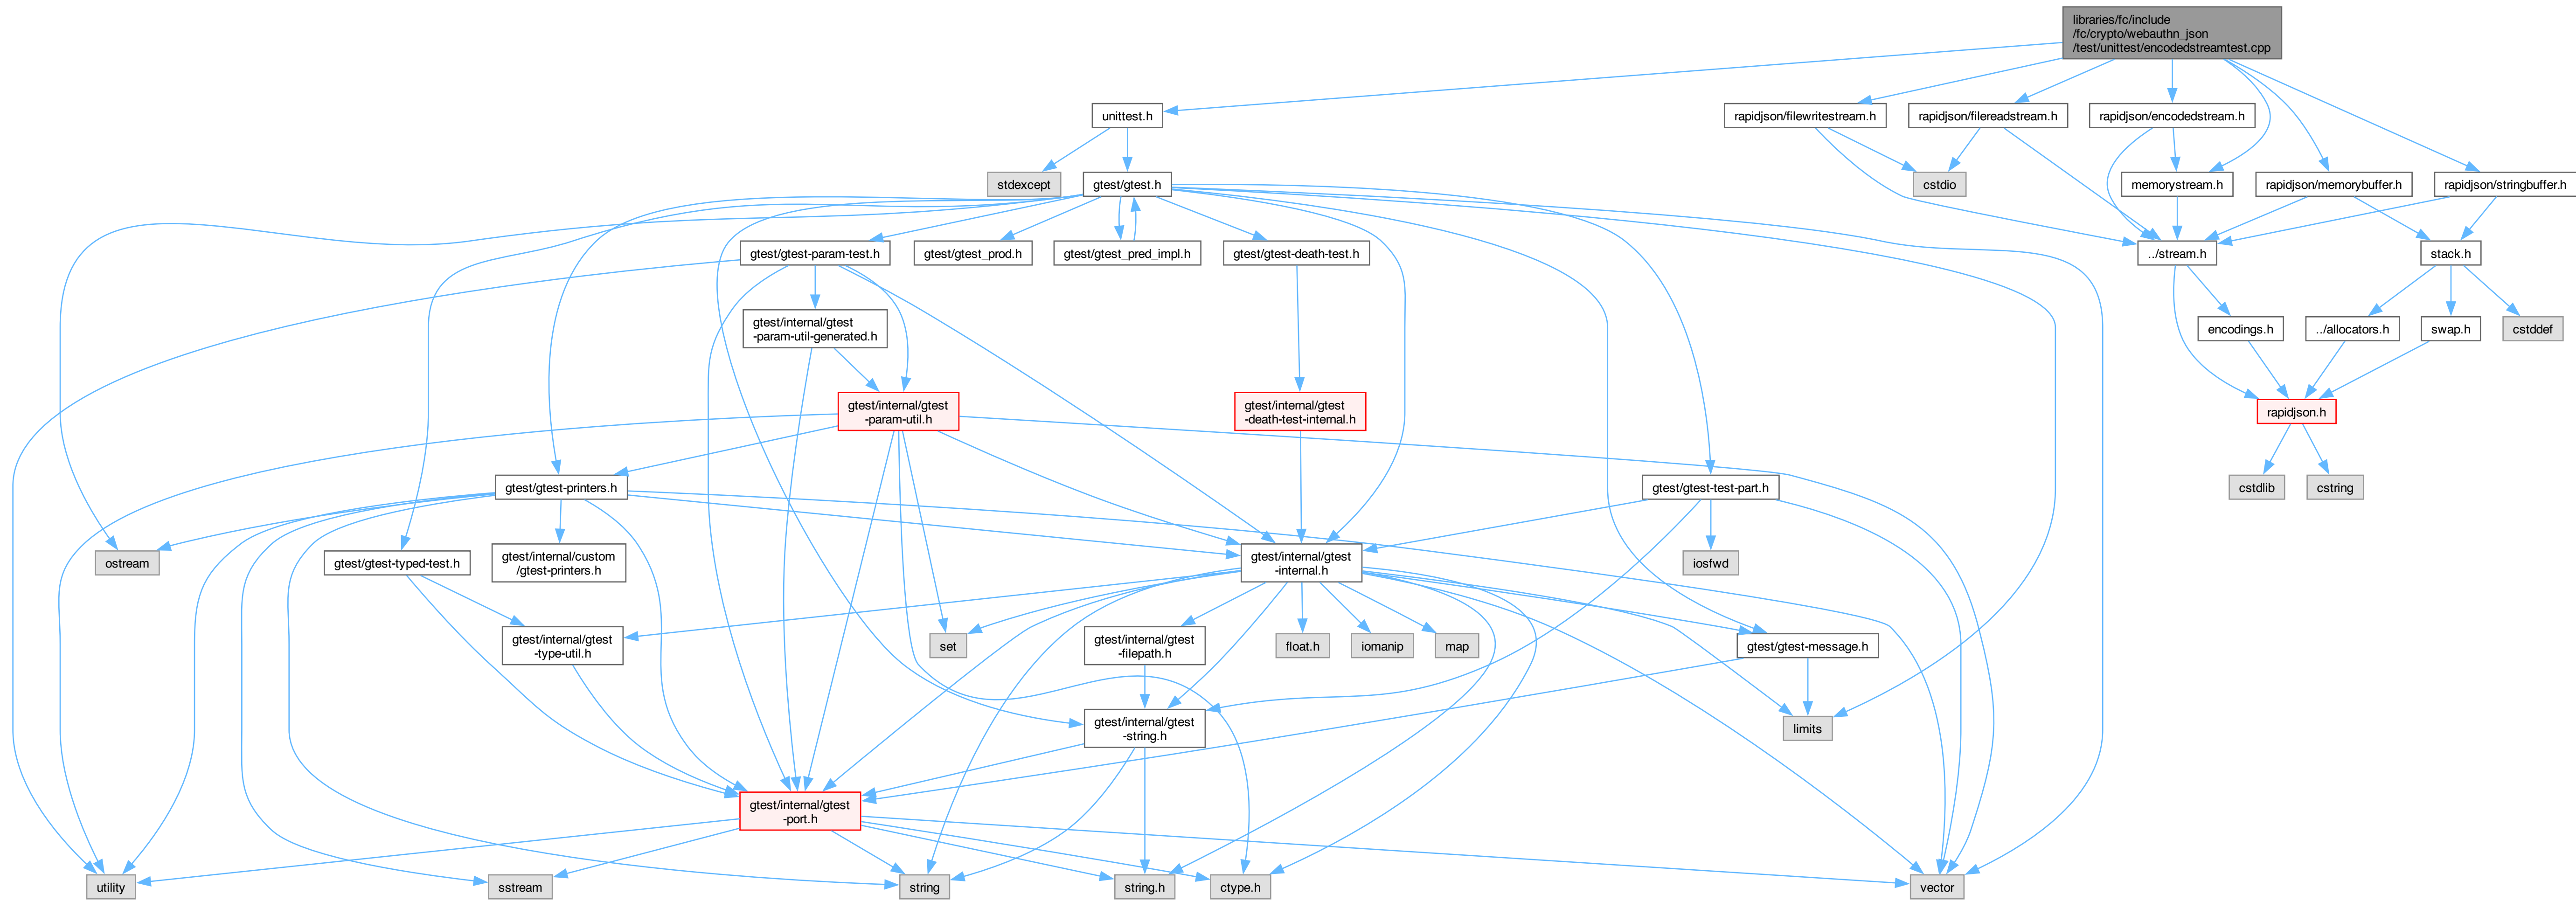 libraries/fc/include
/fc/crypto/webauthn_json
/test/unittest/encodedstreamtest.cpp
unittest.h
rapidjson/filewritestream.h
rapidjson/filereadstream.h
rapidjson/encodedstream.h
stdexcept
gtest/gtest.h
cstdio
memorystream.h
rapidjson/memorybuffer.h
rapidjson/stringbuffer.h
gtest/gtest-param-test.h
gtest/gtest_prod.h
gtest/gtest_pred_impl.h
gtest/gtest-death-test.h
../stream.h
stack.h
gtest/internal/gtest
-param-util-generated.h
encodings.h
../allocators.h
swap.h
cstddef
gtest/internal/gtest
-param-util.h
gtest/internal/gtest
-death-test-internal.h
rapidjson.h
gtest/gtest-printers.h
gtest/gtest-test-part.h
cstdlib
cstring
ostream
gtest/gtest-typed-test.h
gtest/internal/custom
/gtest-printers.h
gtest/internal/gtest
-internal.h
iosfwd
gtest/internal/gtest
-type-util.h
set
gtest/internal/gtest
-filepath.h
float.h
iomanip
map
gtest/gtest-message.h
gtest/internal/gtest
-string.h
limits
gtest/internal/gtest
-port.h
utility
sstream
string
string.h
ctype.h
vector